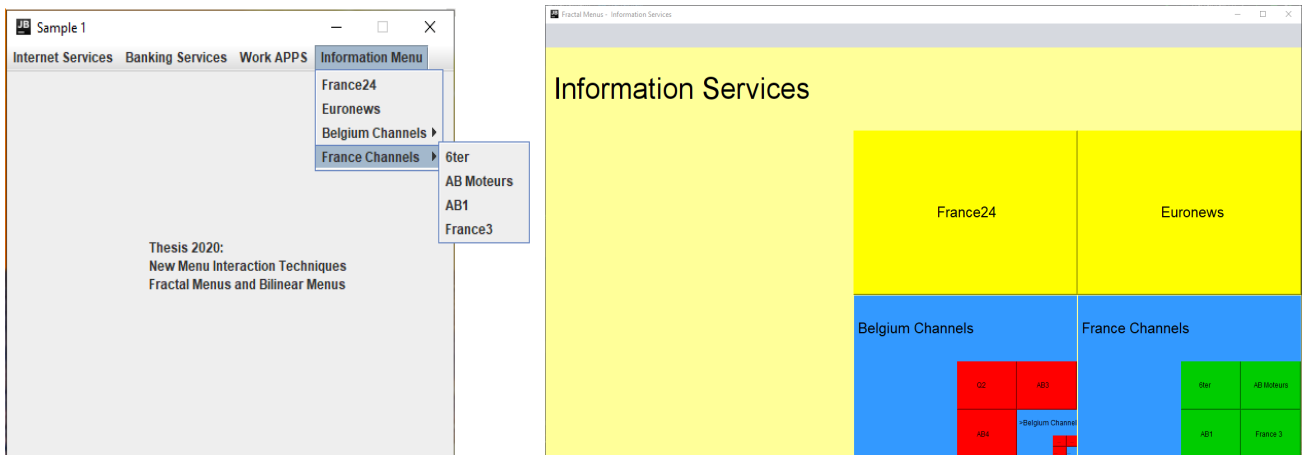 Sample 1
Internet Services Banking Services Work APPS Information Menu
France24
Euronews
Belgium Channels
France Channels
6ter
AB Moteurs
AB1
France3
Thesis 2020:
New Menu Interaction Techniques
Fractal Menus and Bilinear Menus
Fractal Menus - Information Services
Information Services
France24 Euronews
Belgium Channels France Channels
AB3 6ter AB Moteurs
>Belgium Channel
AB4 AB1 France 3